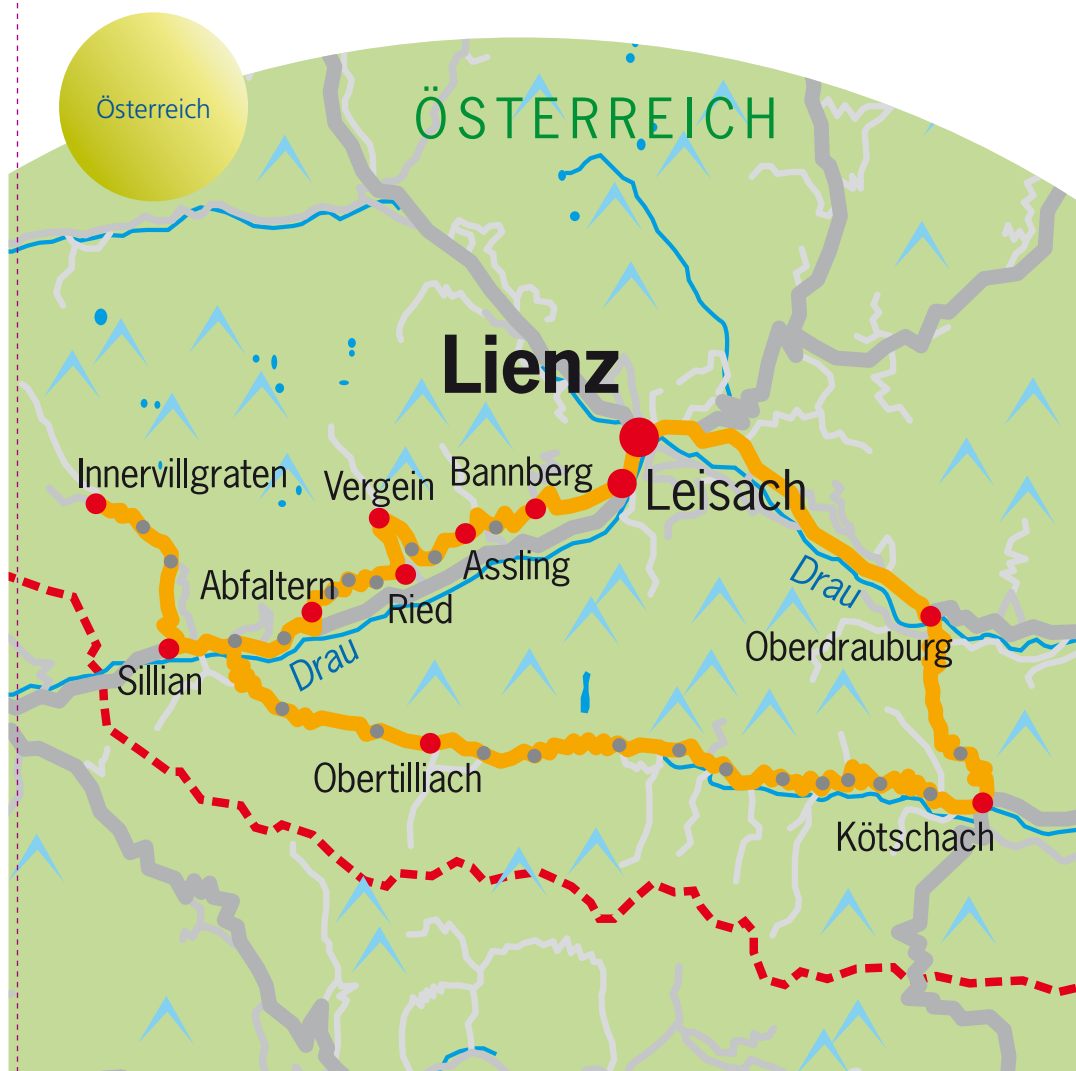 Österreich
ÖSTERREICH
Lienz
Innervillgraten
Vergein
Bannberg
Leisach
Abfaltern
Assling
Ried
Drau
Sillian
Drau
Oberdrauburg
Obertilliach
Kötschach